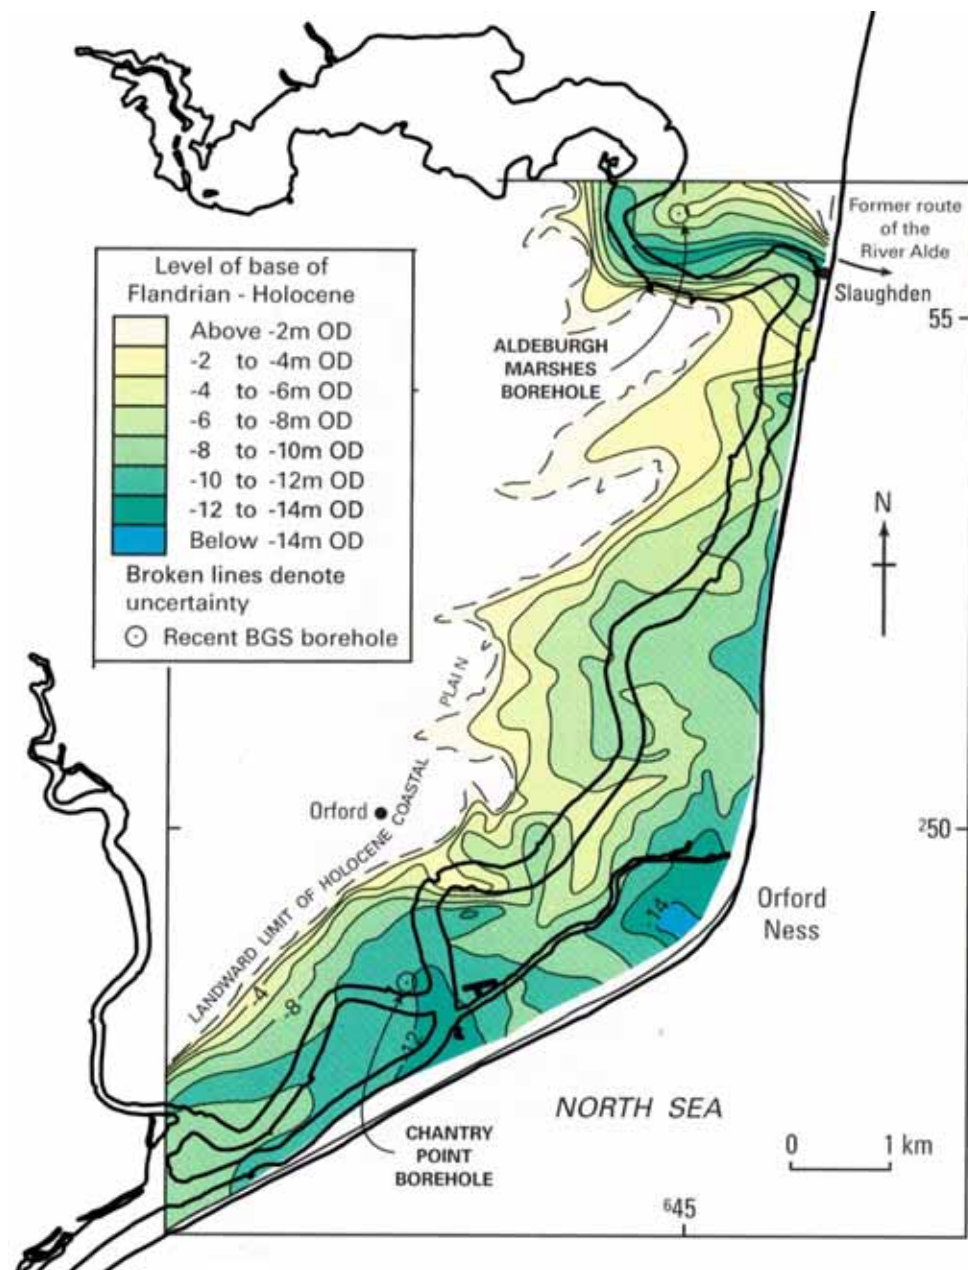 Former route
of the
River Alde
Slaughden
55
Level of base of
Flandrian - Holocene
Above -2m OD
-2 to -4m OD
-4 to -6m OD
-6 to -8m OD
-8 to -10m OD
-10 to -12m OD
-12 to -14m OD
Below -14m OD
Broken lines denote
uncertainty
Recent BGS borehole
ALDEBURGH
MARSHES
BOREHOLE
N
Orford
LANDWARD LIMIT OF HOLOCENE COASTAL PLAIN
²50
Orford
Ness
-14
-4
-8
-12
NORTH SEA
CHANTRY
POINT
BOREHOLE
0 1 km
⁶45